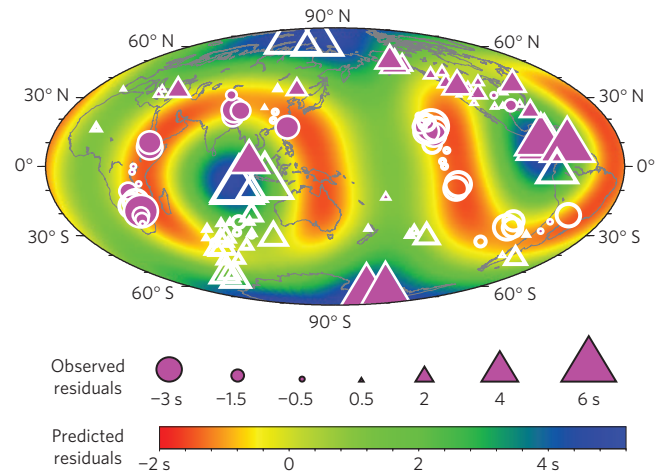 90° N
60° N 60° N
30° N 30° N
0° 0°
30° S 30° S
60° S 60° S
90° S
Observed residuals
−3 s −1.5 −0.5 0.5 2 4 6 s
Predicted residuals
−2 s 0 2 4 s